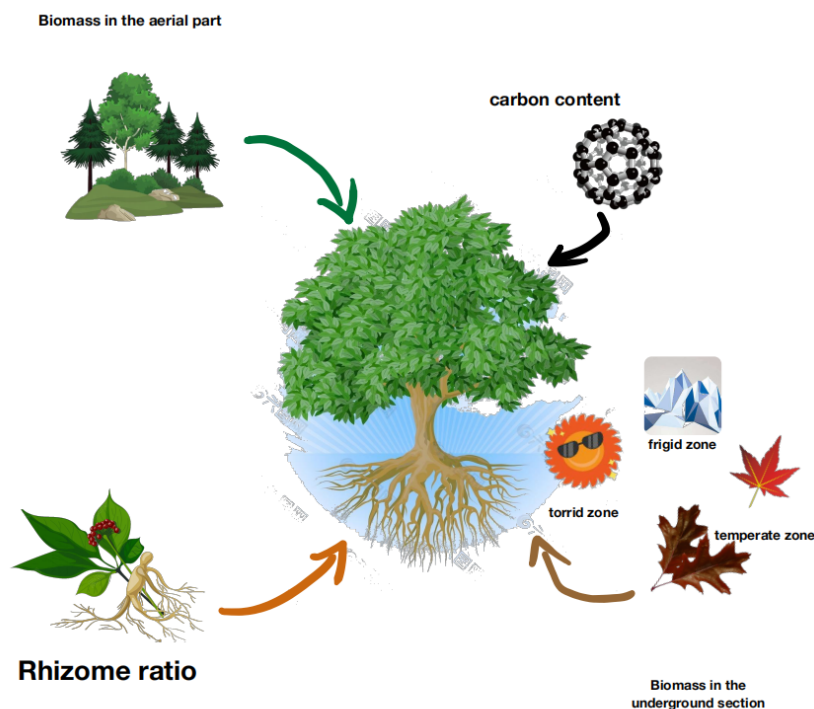 Biomass in the aerial part
carbon content
frigid zone
torrid zone
temperate zone
Rhizome ratio
Biomass in the
underground section